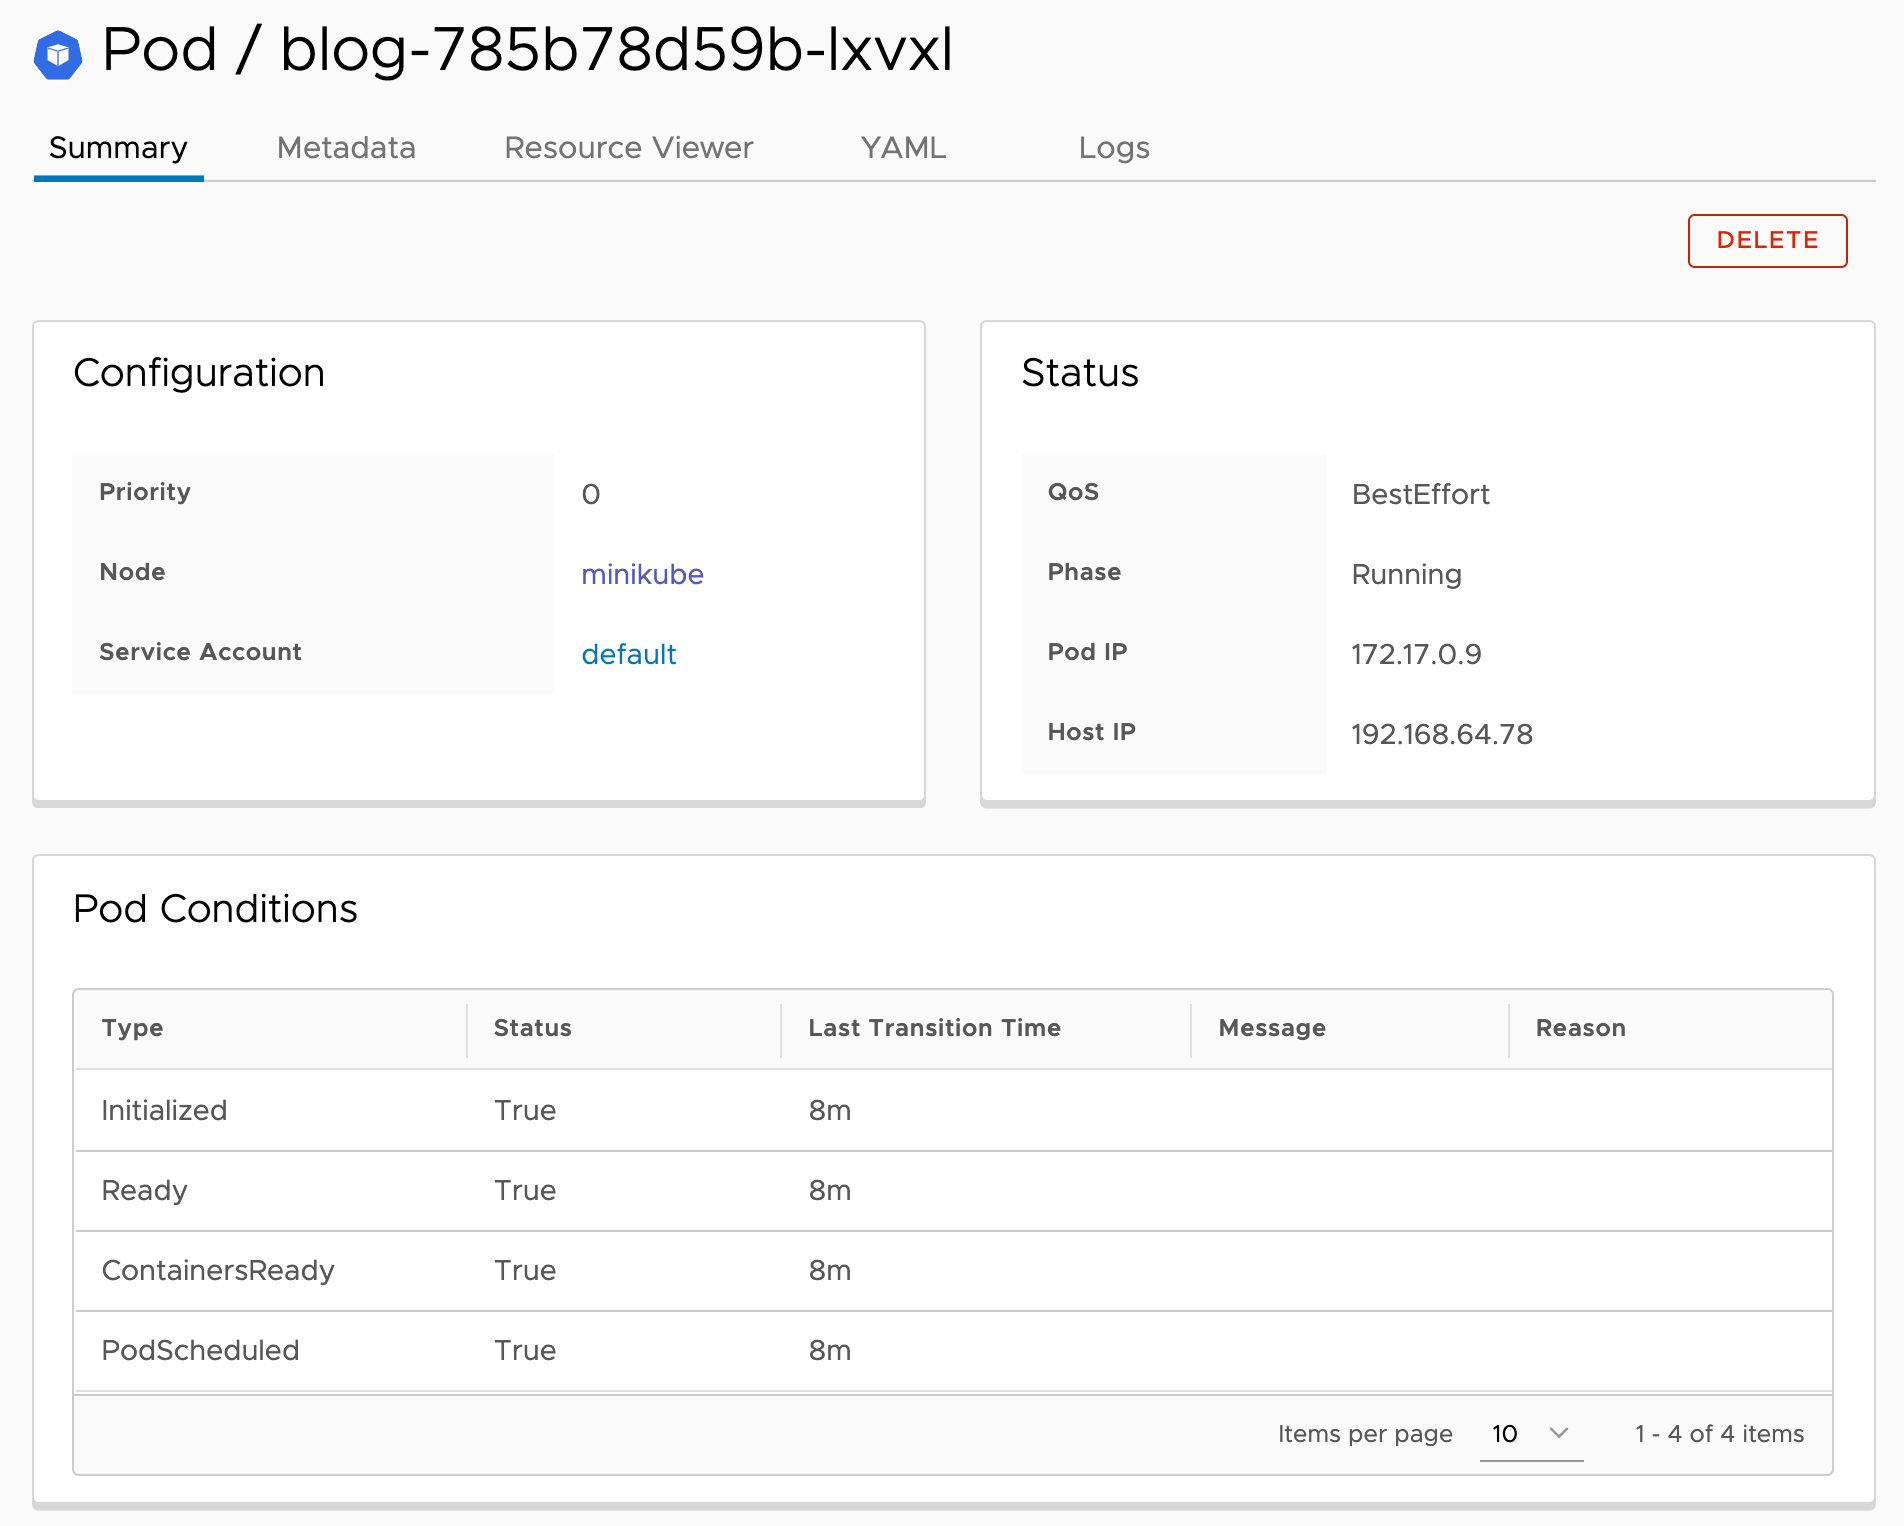 Pod / blog-785b78d59b-lxvxl
Summary Metadata Resource Viewer YAML Logs
DELETE
Configuration
Priority 0
Node minikube
Service Account default
Status
QoS BestEffort
Phase Running
Pod IP 172.17.0.9
Host IP 192.168.64.78
Pod Conditions
Type Status Last Transition Time Message Reason
Initialized True 8m
Ready True 8m
ContainersReady True 8m
PodScheduled True 8m
Items per page 10 1 - 4 of 4 items